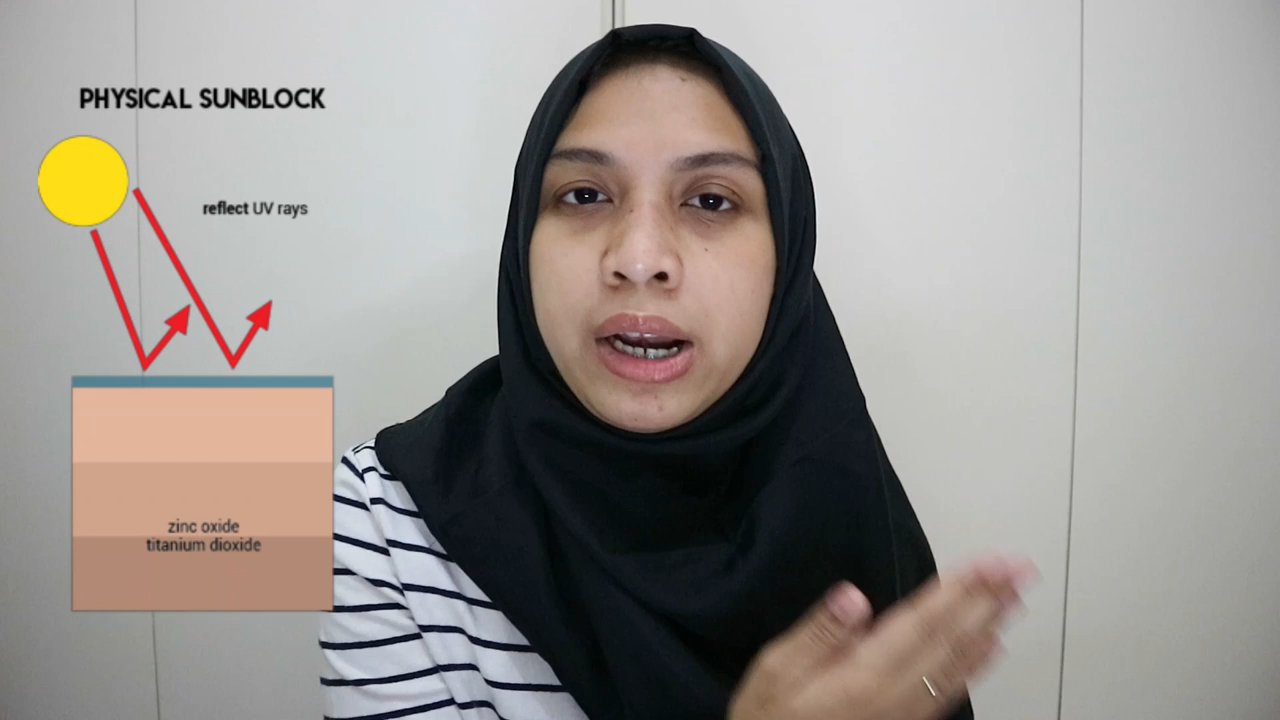 PHYSICAL SUNBLOCK
reflect UV rays
zinc oxide
titanium dioxide